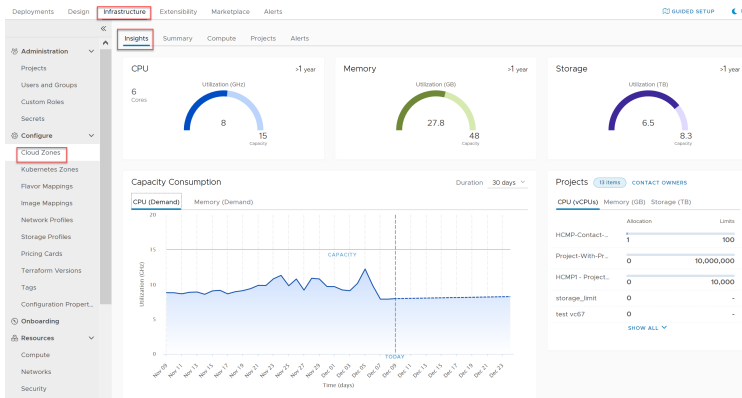 Deployments Design Infrastructure Extensibility Marketplace Alerts GUIDED SETUP
Insights Summary Compute Projects Alerts
Administration
Projects
Users and Groups
Custom Roles
Secrets
Configure
Cloud Zones
Kubernetes Zones
Flavor Mappings
Image Mappings
Network Profiles
Storage Profiles
Pricing Cards
Terraform Versions
Tags
Configuration Propert...
Onboarding
Resources
Compute
Networks
Security
CPU >1 year
6
Cores
Utilization (GHz)
8
15
Capacity
Memory >1 year
Utilization (GB)
27.8
48
Capacity
Storage >1 year
Utilization (TB)
6.5
8.3
Capacity
Capacity Consumption Duration 30 days
CPU (Demand) Memory (Demand)
Utilization (GHz)
20
15
10
5
0
CAPACITY
TODAY
Nov 09 Nov 11 Nov 13 Nov 15 Nov 17 Nov 19 Nov 21 Nov 23 Nov 25 Nov 27 Nov 29 Dec 01 Dec 03 Dec 05 Dec 07 Dec 09 Dec 11 Dec 13 Dec 15 Dec 17 Dec 19 Dec 21 Dec 23
Time (days)
Projects 13 items CONTACT OWNERS
CPU (vCPUs) Memory (GB) Storage (TB)
Allocation Limits
HCMP-Contact-... 1 100
Project-With-Pr... 0 10,000,000
HCMP1 - Project... 0 10,000
storage_limit 0 -
test vc67 0 -
SHOW ALL